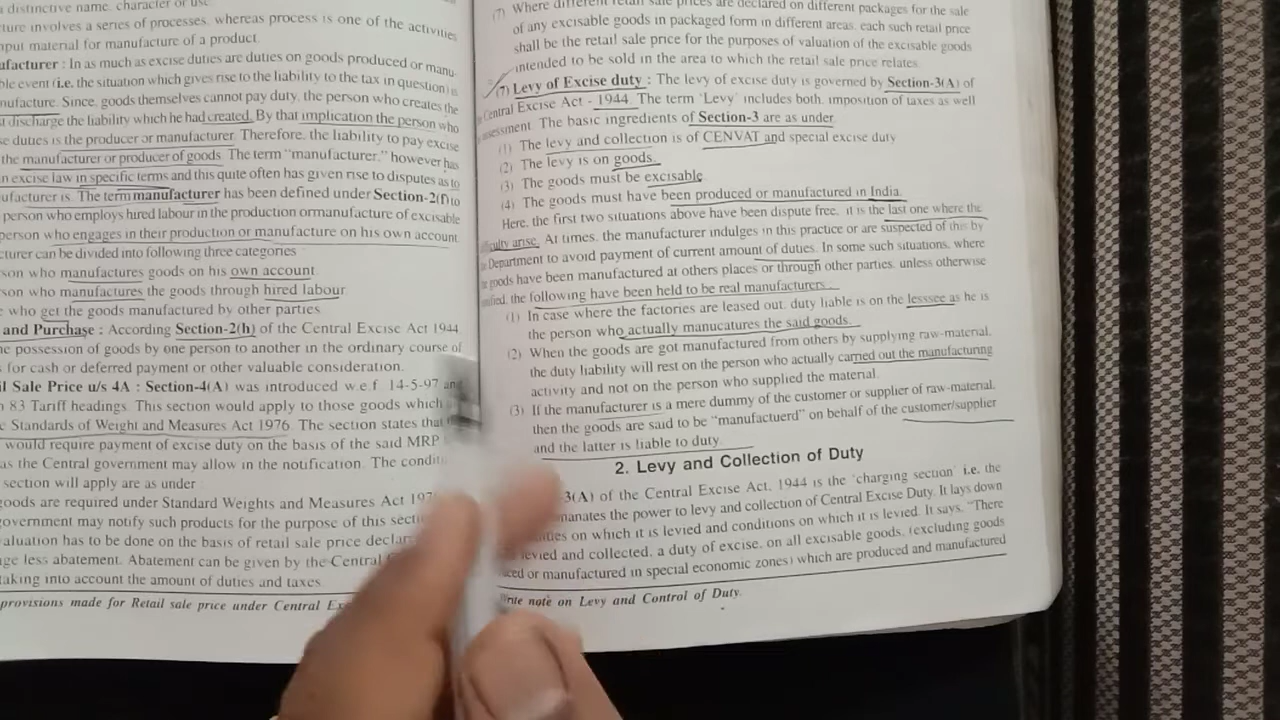 a distinctive name, character or use.
cture involves a series of processes, whereas process is one of the activities
nput material for manufacture of a product.
ufacturer : In as much as excise duties are duties on goods produced or manu-
ble event (i.e. the situation which gives rise to the liability to the tax in question) is
nufacture. Since, goods themselves cannot pay duty, the person who creates the
t discharge the liability which he had created. By that implication the person who
se duties is the producer or manufacturer. Therefore, the liability to pay excise
the manufacturer or producer of goods. The term "manufacturer," however has
n excise law in specific terms and this quite often has given rise to disputes as to
ufacturer is. The term manufacturer has been defined under Section-2(f) to
person who employs hired labour in the production ormanufacture of excisable
person who engages in their production or manufacture on his own account.
cturer can be divided into following three categories
son who manufactures goods on his own account.
son who manufactures the goods through hired labour
who get the goods manufactured by other parties.
and Purchase : According Section-2(h) of the Central Excise Act 1944
he possession of goods by one person to another in the ordinary course of
for cash or deferred payment or other valuable consideration.
il Sale Price u/s 4A : Section-4(A) was introduced w.e.f. 14-5-97 and
83 Tariff headings. This section would apply to those goods which
e Standards of Weight and Measures Act 1976. The section states that
would require payment of excise duty on the basis of the said MRP
as the Central government may allow in the notification. The conditi
section will apply are as under
goods are required under Standard Weights and Measures Act 197
government may notify such products for the purpose of this secti
aluation has to be done on the basis of retail sale price declar
ge less abatement. Abatement can be given by the Central
taking into account the amount of duties and taxes.
provisions made for Retail sale price under Central Ex
(7) Where different retail sale prices are declared on different packages for the sale
of any excisable goods in packaged form in different areas, each such retail price
shall be the retail sale price for the purposes of valuation of the excisable goods
intended to be sold in the area to which the retail sale price relates.
(7) Levy of Excise duty : The levy of excise duty is governed by Section-3(A) of
Central Excise Act - 1944. The term 'Levy' includes both, imposition of taxes as well
assessment. The basic ingredients of Section-3 are as under
(1) The levy and collection is of CENVAT and special excise duty
(2) The levy is on goods.
(3) The goods must be excisable
(4) The goods must have been produced or manufactured in India.
Here, the first two situations above have been dispute free. it is the last one where the
difficulty arise. At times, the manufacturer indulges in this practice or are suspected of this by
Department to avoid payment of current amount of duties. In some such situations, where
goods have been manufactured at others places or through other parties, unless otherwise
the following have been held to be real manufacturers.
(1) In case where the factories are leased out, duty liable is on the lesssee as he is
the person who actually manucatures the said goods.
(2) When the goods are got manufactured from others by supplying raw-material,
the duty liability will rest on the person who actually carried out the manufacturing
activity and not on the person who supplied the material.
(3) If the manufacturer is a mere dummy of the customer or supplier of raw-material,
then the goods are said to be "manufactuerd" on behalf of the customer/supplier
and the latter is liable to duty.
2. Levy and Collection of Duty
3(A) of the Central Excise Act, 1944 is the 'charging section' i.e. the
manates the power to levy and collection of Central Excise Duty. It lays down
on which it is levied and conditions on which it is levied. It says, "There
levied and collected, a duty of excise, on all excisable goods, (excluding goods
ced or manufactured in special economic zones) which are produced and manufactured
Write note on Levy and Control of Duty.